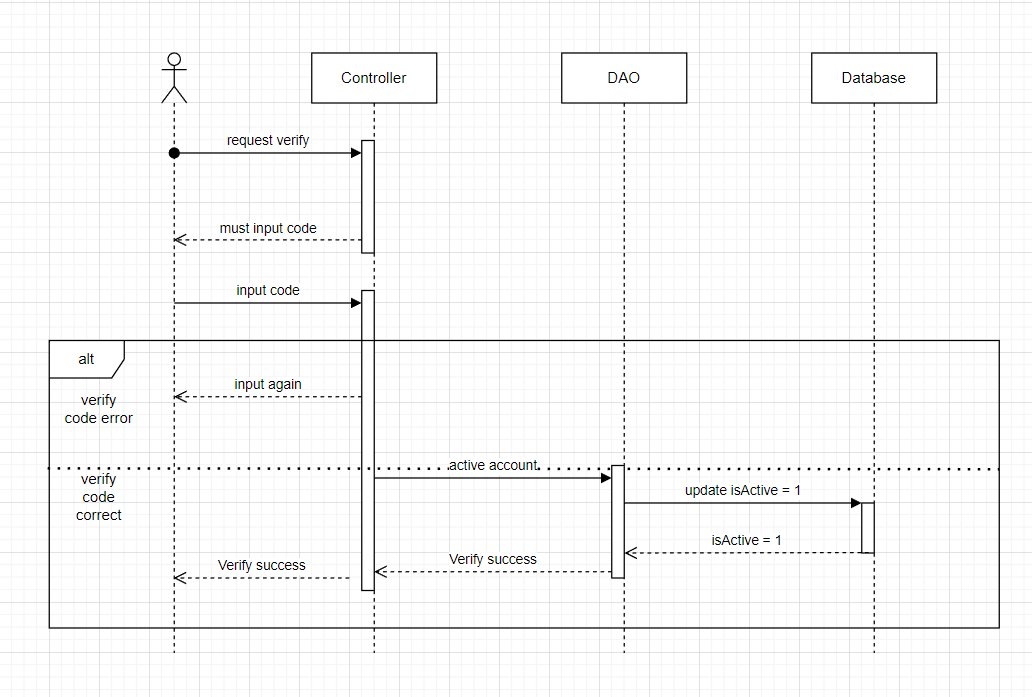 Controller
DAO
Database
request verify
must input code
input code
alt
input again
verify
code error
active account
verify
code
correct
update isActive = 1
isActive = 1
Verify success
Verify success